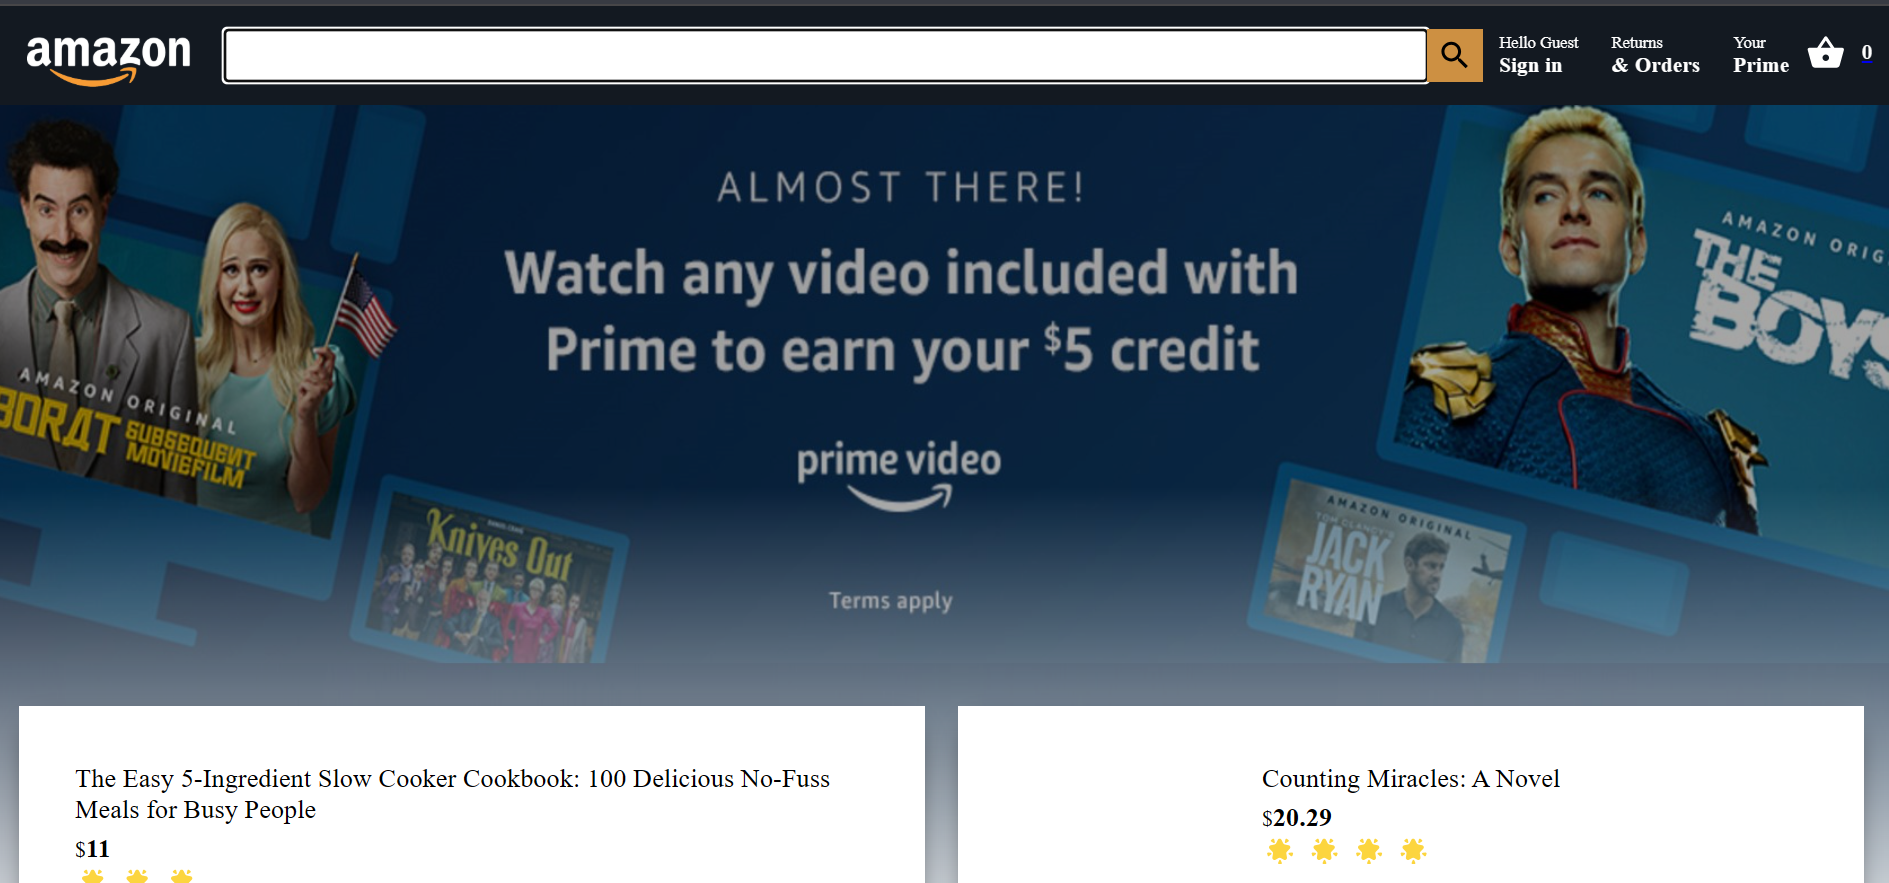 amazon
Hello Guest
Sign in
Returns
& Orders
Your
Prime
0
ALMOST THERE!
Watch any video included with
Prime to earn your $5 credit
prime video
Terms apply
AMAZON ORIGINAL
BORAT SUBSEQUENT
MOVIEFILM
Knives Out
AMAZON ORIG
THE
BOYS
AMAZON ORIGINAL
TOM CLANCY'S
JACK
RYAN
The Easy 5-Ingredient Slow Cooker Cookbook: 100 Delicious No-Fuss
Meals for Busy People
$11
Counting Miracles: A Novel
$20.29